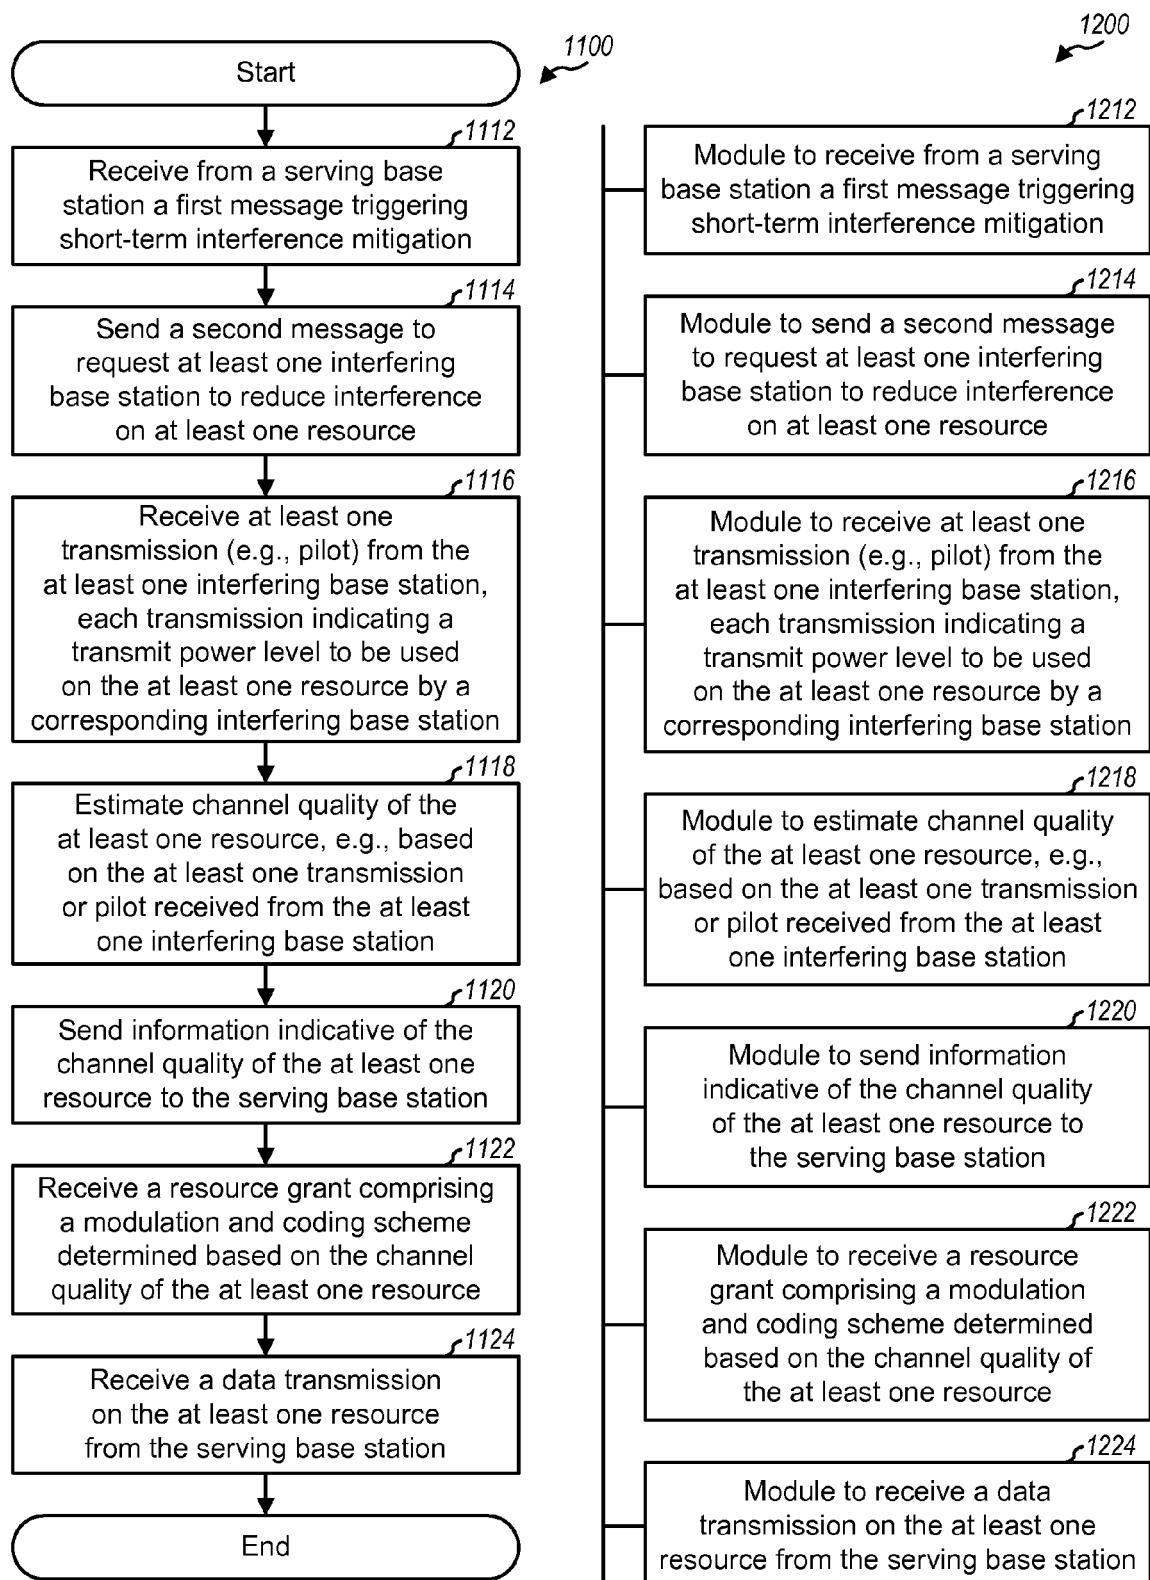 Start
1100
1112
Receive from a serving base
station a first message triggering
short-term interference mitigation
1114
Send a second message to
request at least one interfering
base station to reduce interference
on at least one resource
1116
Receive at least one
transmission (e.g., pilot) from the
at least one interfering base station,
each transmission indicating a
transmit power level to be used
on the at least one resource by a
corresponding interfering base station
1118
Estimate channel quality of the
at least one resource, e.g., based
on the at least one transmission
or pilot received from the at least
one interfering base station
1120
Send information indicative of the
channel quality of the at least one
resource to the serving base station
1122
Receive a resource grant comprising
a modulation and coding scheme
determined based on the channel
quality of the at least one resource
1124
Receive a data transmission
on the at least one resource
from the serving base station
End
1200
1212
Module to receive from a serving
base station a first message triggering
short-term interference mitigation
1214
Module to send a second message
to request at least one interfering
base station to reduce interference
on at least one resource
1216
Module to receive at least one
transmission (e.g., pilot) from the
at least one interfering base station,
each transmission indicating a
transmit power level to be used
on the at least one resource by a
corresponding interfering base station
1218
Module to estimate channel quality
of the at least one resource, e.g.,
based on the at least one transmission
or pilot received from the at least
one interfering base station
1220
Module to send information
indicative of the channel quality
of the at least one resource to
the serving base station
1222
Module to receive a resource
grant comprising a modulation
and coding scheme determined
based on the channel quality of
the at least one resource
1224
Module to receive a data
transmission on the at least one
resource from the serving base station